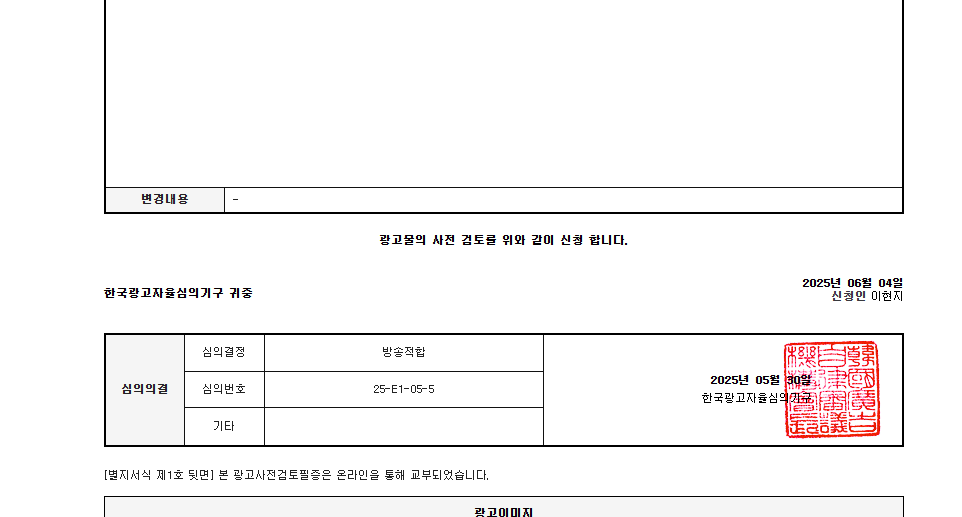 변경내용 -
광고물의 사전 검토를 위와 같이 신청 합니다.
2025년 06월 04일
한국광고자율심의기구 귀중
신청인 이현지
심의의결
심의결정 방송적합
심의번호 25-E1-05-5
기타
2025년 05월 30일
한국광고자율심의기구
[별지서식 제1호 뒷면] 본 광고사전검토필증은 온라인을 통해 교부되었습니다.
광고이미지